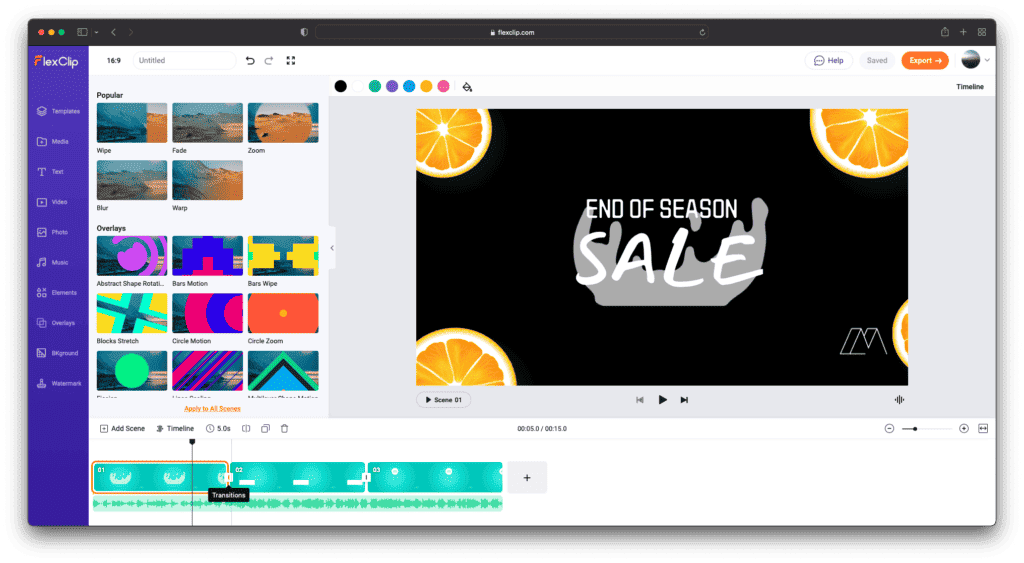 flexclip.com
FlexClip
16:9
Untitled
Help
Saved
Export →
Templates
Media
Text
Video
Photo
Music
Elements
Overlays
BKground
Watermark
Popular
Wipe
Fade
Zoom
Blur
Warp
Overlays
Abstract Shape Rotati...
Bars Motion
Bars Wipe
Blocks Stretch
Circle Motion
Circle Zoom
Apply to All Scenes
Timeline
END OF SEASON
SALE
Scene 01
Add Scene
Timeline
5.0s
00:05.0 / 00:15.0
01
02
03
+
Transitions